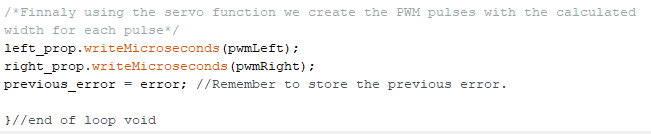 /*Finnaly using the servo function we create the PWM pulses with the calculated
width for each pulse*/
left_prop.writeMicroseconds(pwmLeft);
right_prop.writeMicroseconds(pwmRight);
previous_error = error; //Remember to store the previous error.
}//end of loop void